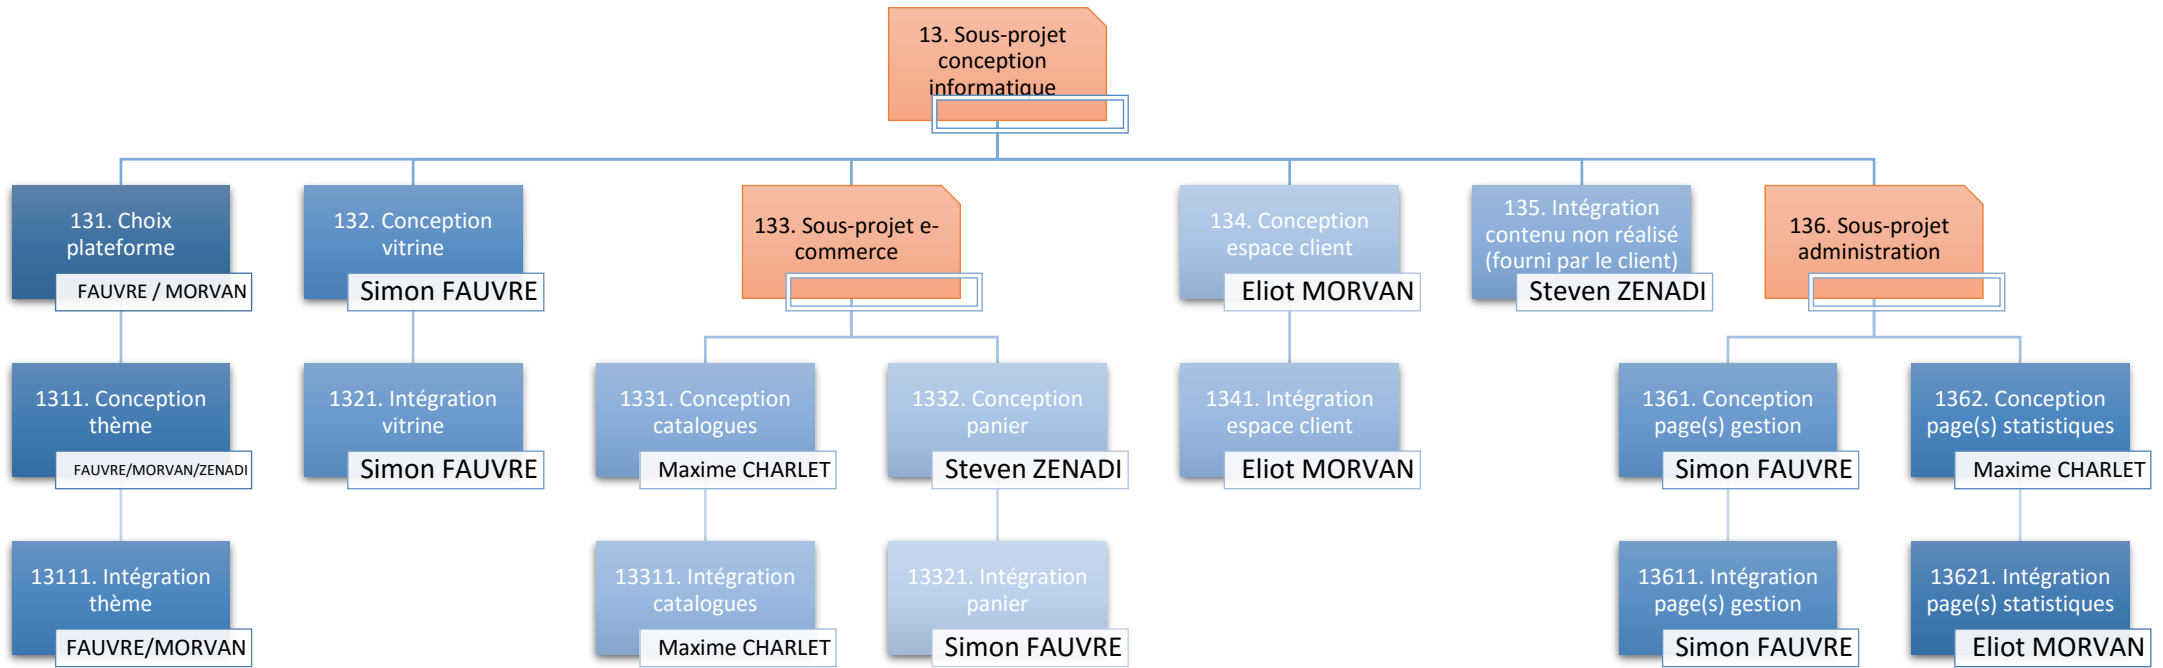 13. Sous-projet
conception
informatique
131. Choix
plateforme
FAUVRE / MORVAN
132. Conception
vitrine
Simon FAUVRE
133. Sous-projet e-
commerce
134. Conception
espace client
Eliot MORVAN
135. Intégration
contenu non réalisé
(fourni par le client)
Steven ZENADI
136. Sous-projet
administration
1311. Conception
thème
FAUVRE/MORVAN/ZENADI
1321. Intégration
vitrine
Simon FAUVRE
1331. Conception
catalogues
Maxime CHARLET
1332. Conception
panier
Steven ZENADI
1341. Intégration
espace client
Eliot MORVAN
1361. Conception
page(s) gestion
Simon FAUVRE
1362. Conception
page(s) statistiques
Maxime CHARLET
13111. Intégration
thème
FAUVRE/MORVAN
13311. Intégration
catalogues
Maxime CHARLET
13321. Intégration
panier
Simon FAUVRE
13611. Intégration
page(s) gestion
Simon FAUVRE
13621. Intégration
page(s) statistiques
Eliot MORVAN